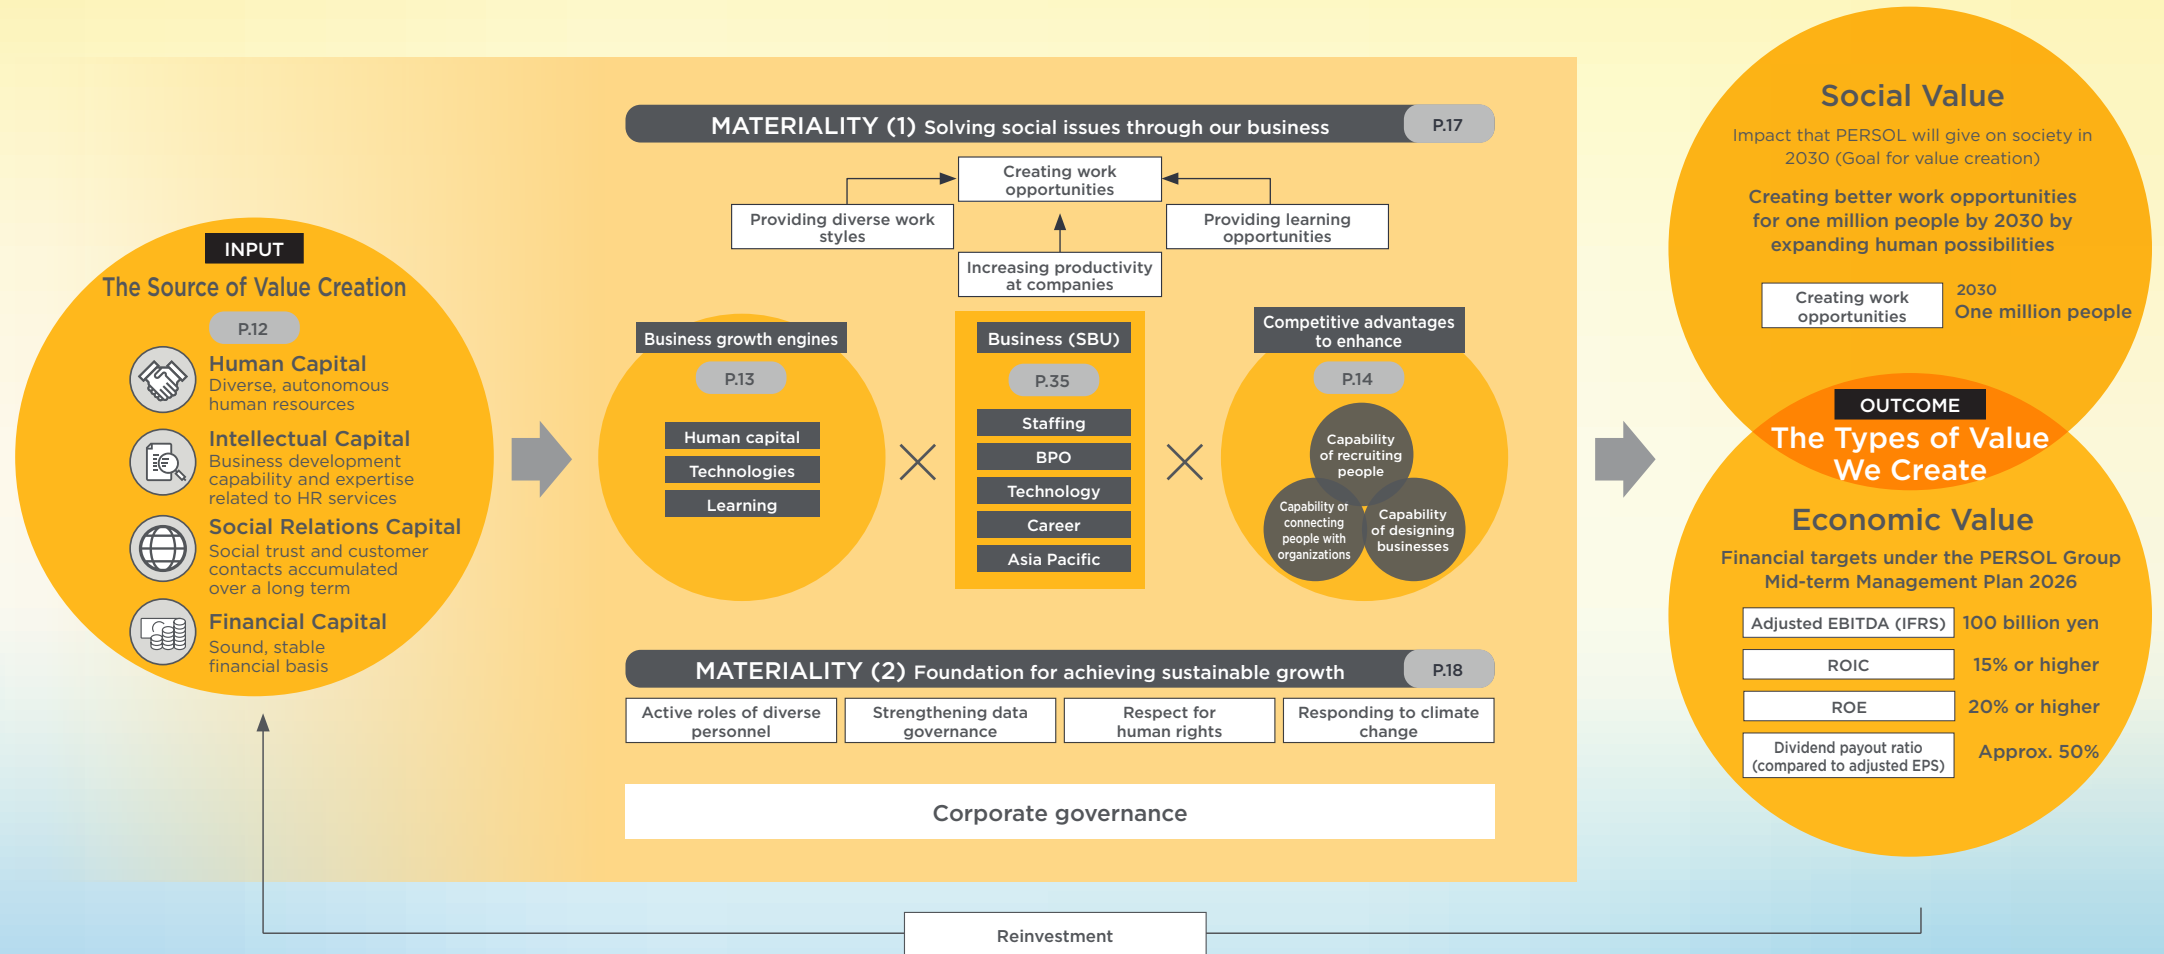 INPUT
The Source of Value Creation
P.12
Human Capital
Diverse, autonomous
human resources
Intellectual Capital
Business development
capability and expertise
related to HR services
Social Relations Capital
Social trust and customer
contacts accumulated
over a long term
Financial Capital
Sound, stable
financial basis
MATERIALITY (1) Solving social issues through our business
P.17
Creating work
opportunities
Providing diverse work
styles
Providing learning
opportunities
Increasing productivity
at companies
Business growth engines
P.13
Human capital
Technologies
Learning
Business (SBU)
P.35
Staffing
BPO
Technology
Career
Asia Pacific
Competitive advantages
to enhance
P.14
Capability
of recruiting
people
Capability of
connecting
people with
organizations
Capability
of designing
businesses
MATERIALITY (2) Foundation for achieving sustainable growth
P.18
Active roles of diverse
personnel
Strengthening data
governance
Respect for
human rights
Responding to climate
change
Corporate governance
Social Value
Impact that PERSOL will give on society in
2030 (Goal for value creation)
Creating better work opportunities
for one million people by 2030 by
expanding human possibilities
Creating work
opportunities
2030
One million people
OUTCOME
The Types of Value
We Create
Economic Value
Financial targets under the PERSOL Group
Mid-term Management Plan 2026
Adjusted EBITDA (IFRS) 100 billion yen
ROIC 15% or higher
ROE 20% or higher
Dividend payout ratio
(compared to adjusted EPS)
Approx. 50%
Reinvestment